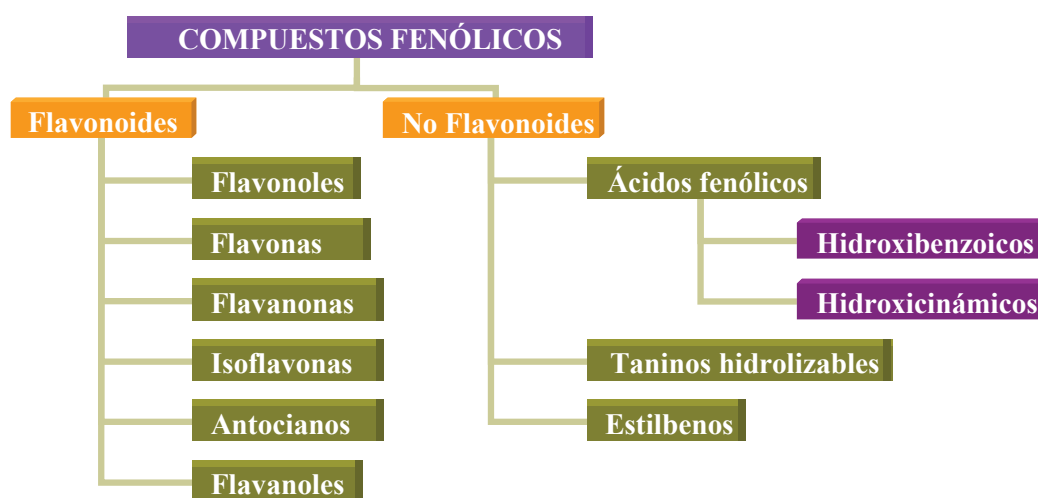 COMPUESTOS FENÓLICOS
Flavonoides
Flavonoles
Flavonas
Flavanonas
Isoflavonas
Antocianos
Flavanoles
No Flavonoides
Ácidos fenólicos
Hidroxibenzoicos
Hidroxicinámicos
Taninos hidrolizables
Estilbenos